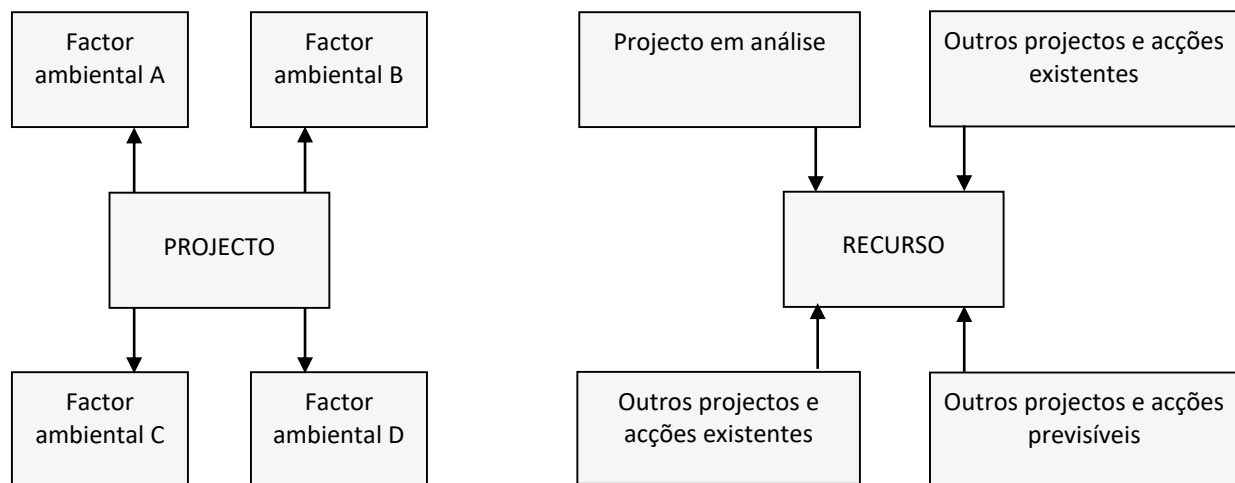 Factor
ambiental A
Factor
ambiental B
PROJECTO
Factor
ambiental C
Factor
ambiental D
Projecto em análise
Outros projectos e acções
existentes
RECURSO
Outros projectos e
acções existentes
Outros projectos e acções
previsíveis